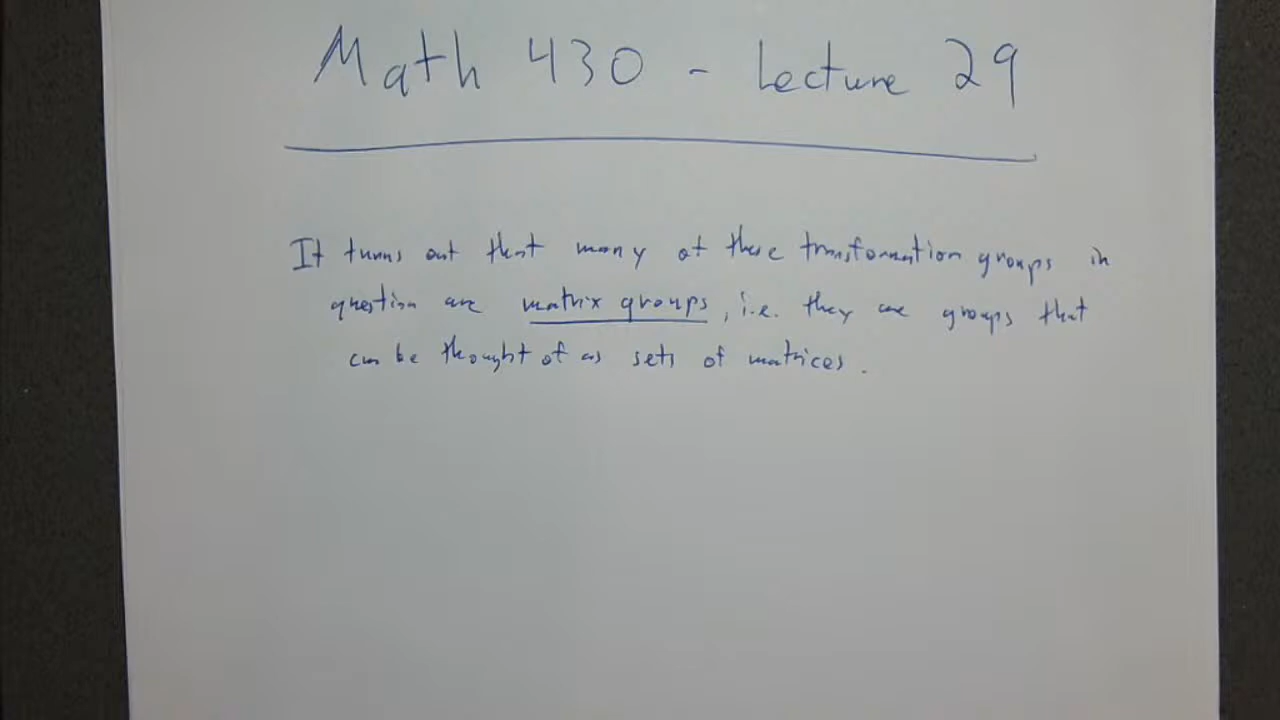 Math 430 - Lecture 29
It turns out that many of these transformation groups in
question are matrix groups, i.e. they are groups that
can be thought of as sets of matrices.